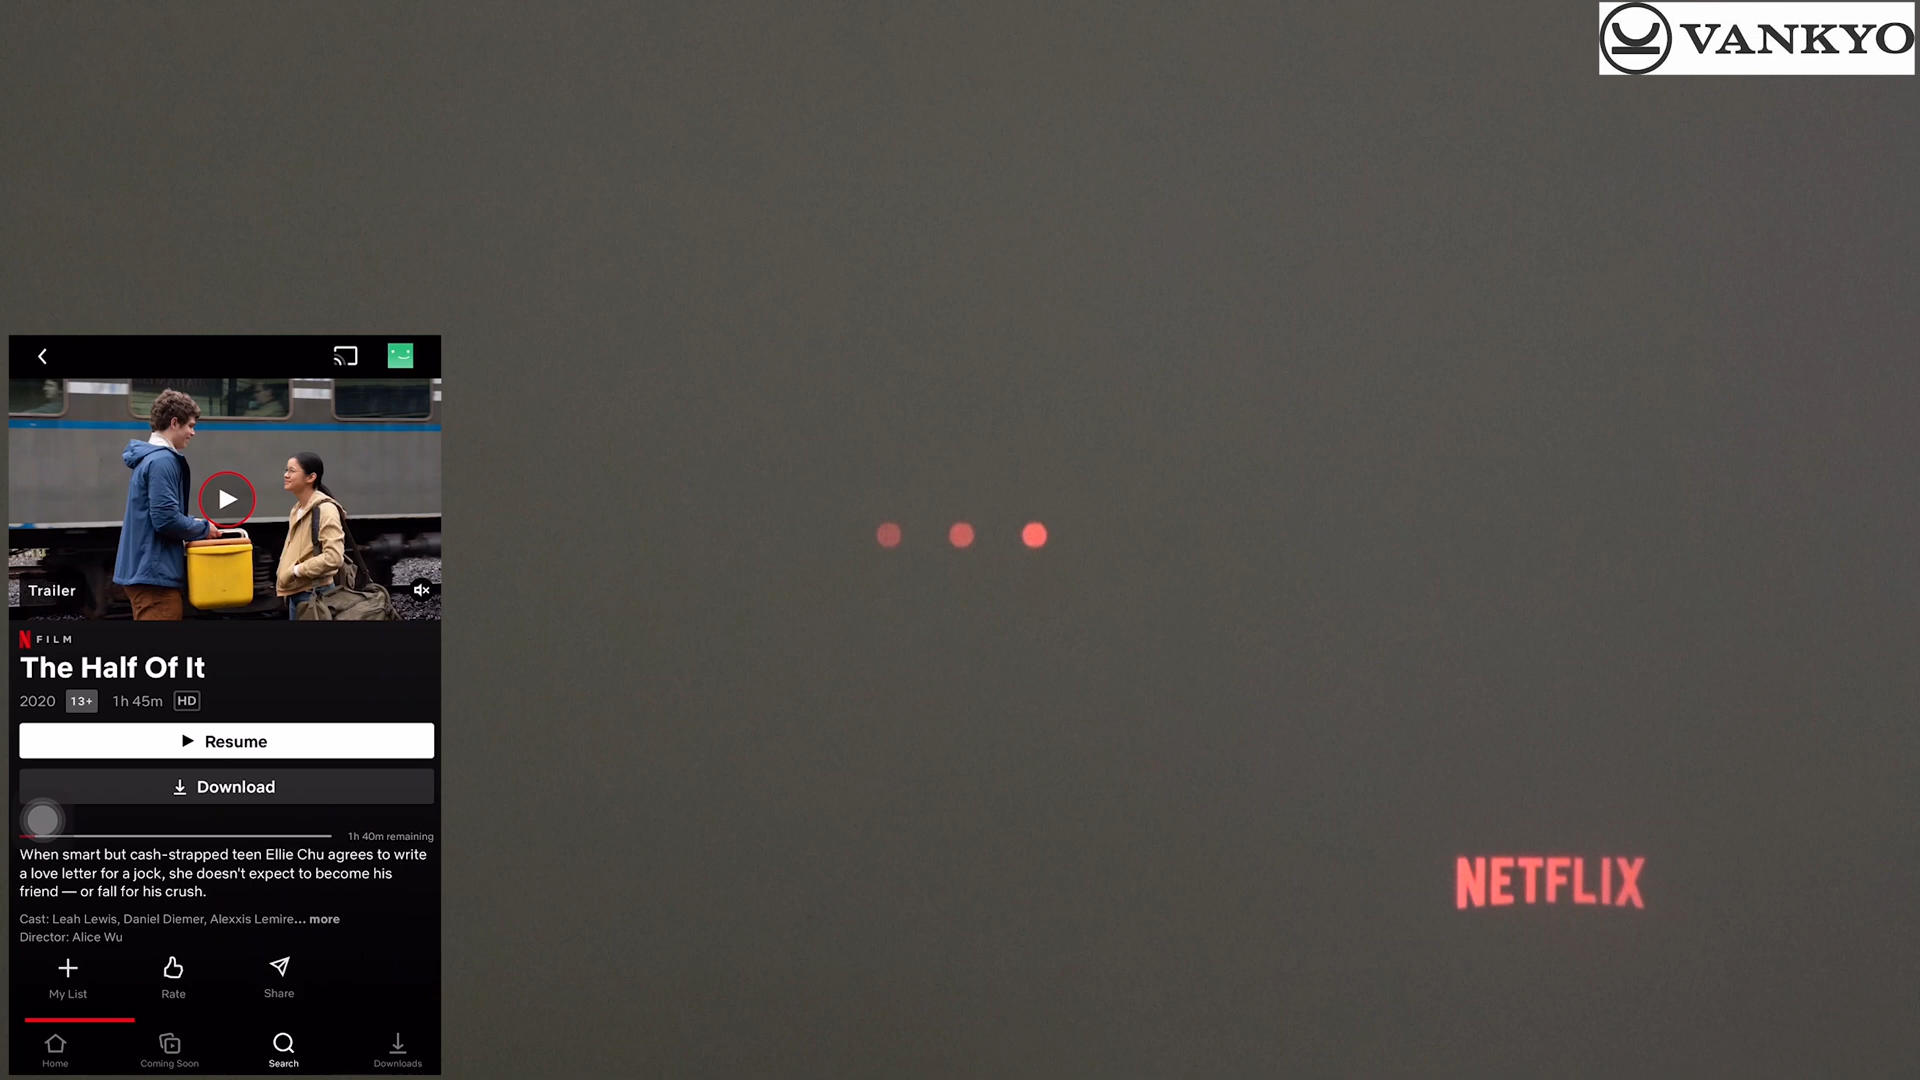 VANKYO
Trailer
N FILM
The Half Of It
2020 13+ 1h 45m HD
Resume
Download
1h 40m remaining
When smart but cash-strapped teen Ellie Chu agrees to write
a love letter for a jock, she doesn't expect to become his
friend — or fall for his crush.
Cast: Leah Lewis, Daniel Diemer, Alexxis Lemire... more
Director: Alice Wu
My List Rate Share
Home Coming Soon Search Downloads
NETFLIX